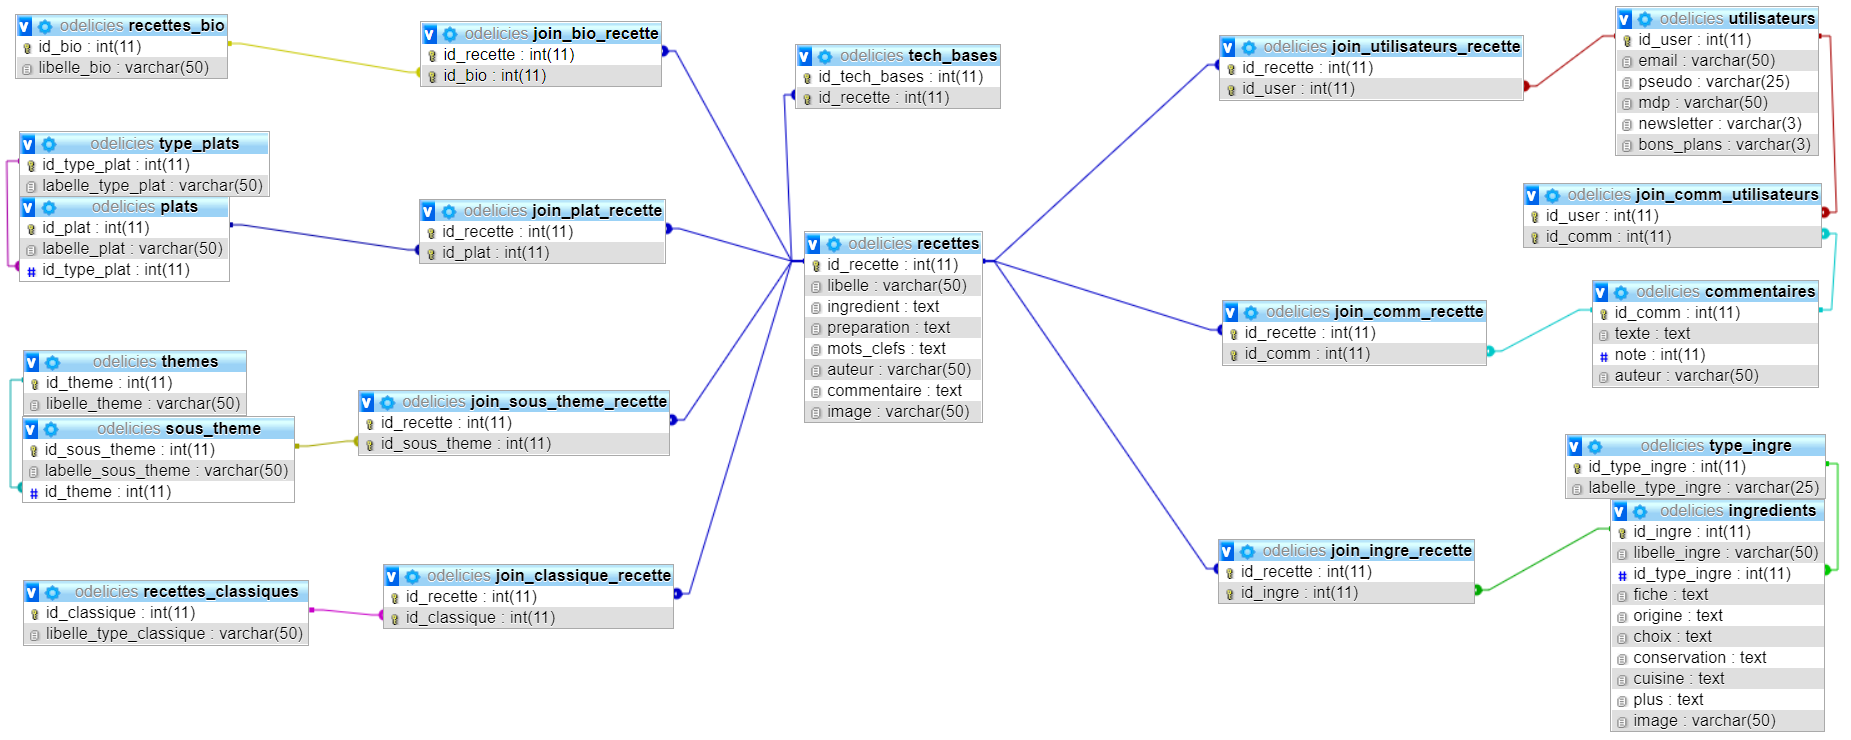 odelicies recettes_bio
id_bio : int(11)
libelle_bio : varchar(50)
odelicies type_plats
id_type_plat : int(11)
labelle_type_plat : varchar(50)
odelicies plats
id_plat : int(11)
labelle_plat : varchar(50)
# id_type_plat : int(11)
odelicies themes
id_theme : int(11)
libelle_theme : varchar(50)
odelicies sous_theme
id_sous_theme : int(11)
labelle_sous_theme : varchar(50)
# id_theme : int(11)
odelicies recettes_classiques
id_classique : int(11)
libelle_type_classique : varchar(50)
odelicies join_bio_recette
id_recette : int(11)
id_bio : int(11)
odelicies join_plat_recette
id_recette : int(11)
id_plat : int(11)
odelicies join_sous_theme_recette
id_recette : int(11)
id_sous_theme : int(11)
odelicies join_classique_recette
id_recette : int(11)
id_classique : int(11)
odelicies tech_bases
id_tech_bases : int(11)
id_recette : int(11)
odelicies recettes
id_recette : int(11)
libelle : varchar(50)
ingredient : text
preparation : text
mots_clefs : text
auteur : varchar(50)
commentaire : text
image : varchar(50)
odelicies join_utilisateurs_recette
id_recette : int(11)
id_user : int(11)
odelicies join_comm_recette
id_recette : int(11)
id_comm : int(11)
odelicies join_ingre_recette
id_recette : int(11)
id_ingre : int(11)
odelicies utilisateurs
id_user : int(11)
email : varchar(50)
pseudo : varchar(25)
mdp : varchar(50)
newsletter : varchar(3)
bons_plans : varchar(3)
odelicies join_comm_utilisateurs
id_user : int(11)
id_comm : int(11)
odelicies commentaires
id_comm : int(11)
texte : text
# note : int(11)
auteur : varchar(50)
odelicies type_ingre
id_type_ingre : int(11)
labelle_type_ingre : varchar(25)
odelicies ingredients
id_ingre : int(11)
libelle_ingre : varchar(50)
# id_type_ingre : int(11)
fiche : text
origine : text
choix : text
conservation : text
cuisine : text
plus : text
image : varchar(50)